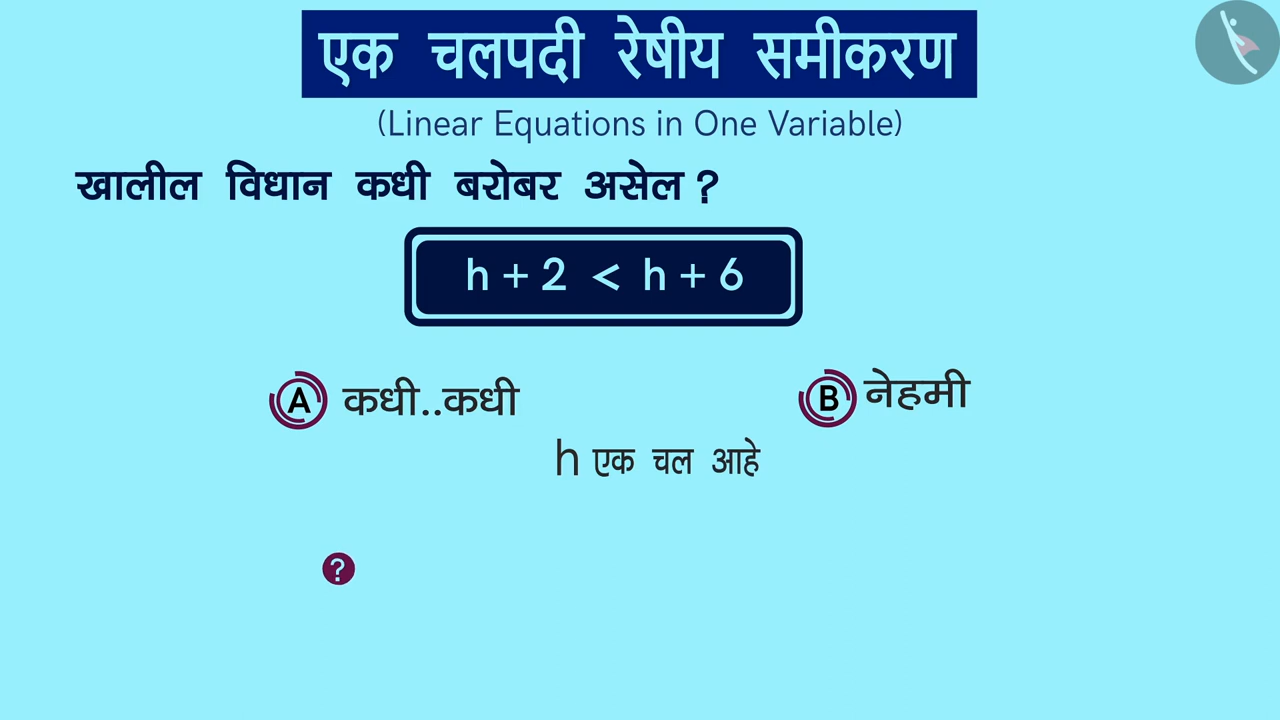 एक चलपदी रेषीय समीकरण
(Linear Equations in One Variable)
खालील विधान कधी बरोबर असेल ?
h + 2 < h + 6
A कधी..कधी
B नेहमी
h एक चल आहे
?